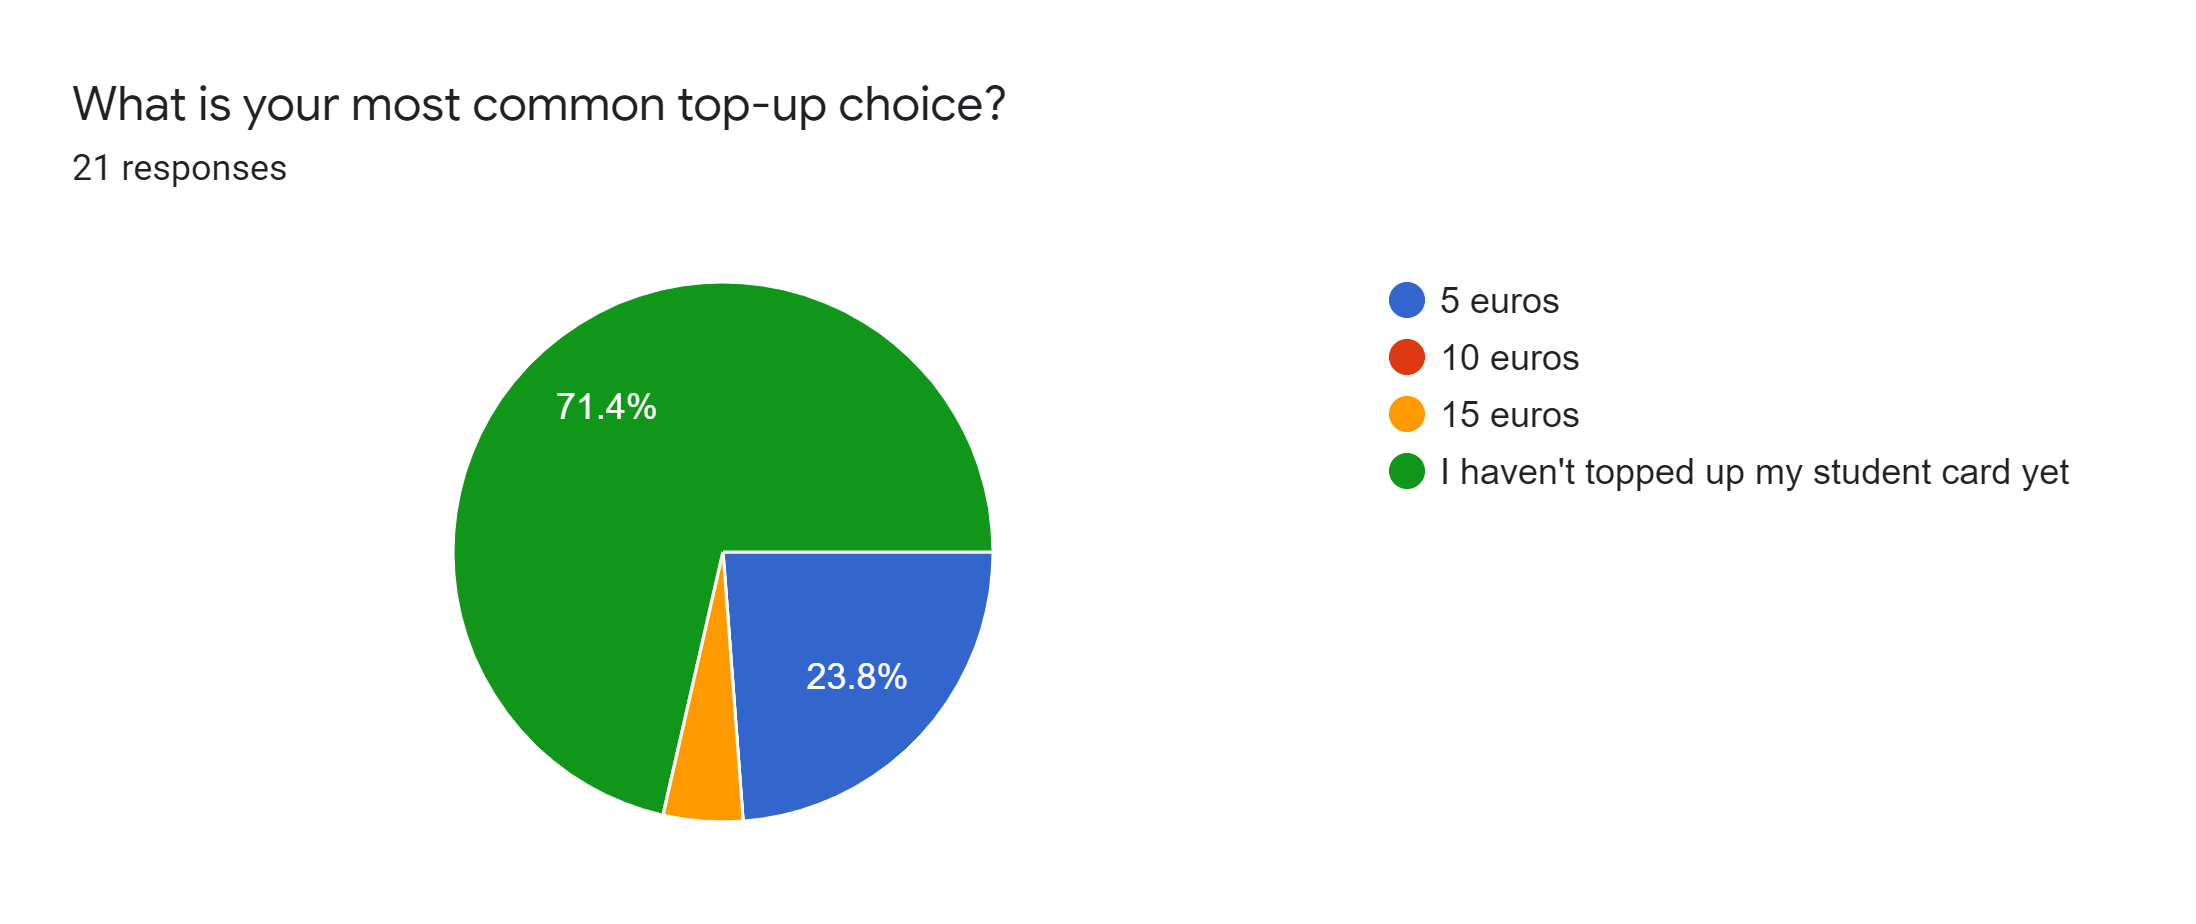 What is your most common top-up choice?
21 responses
71.4%
23.8%
5 euros
10 euros
15 euros
I haven't topped up my student card yet